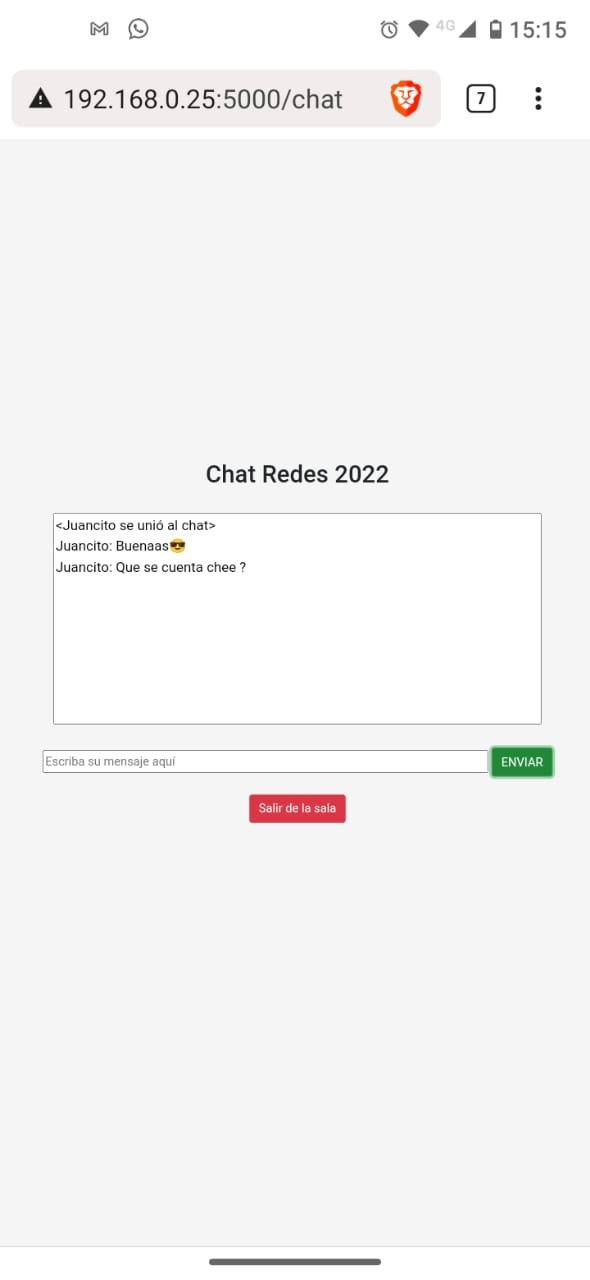 4G 15:15
192.168.0.25:5000/chat 7
Chat Redes 2022
<Juancito se unió al chat>
Juancito: Buenaas😎
Juancito: Que se cuenta chee ?
Escriba su mensaje aquí ENVIAR
Salir de la sala